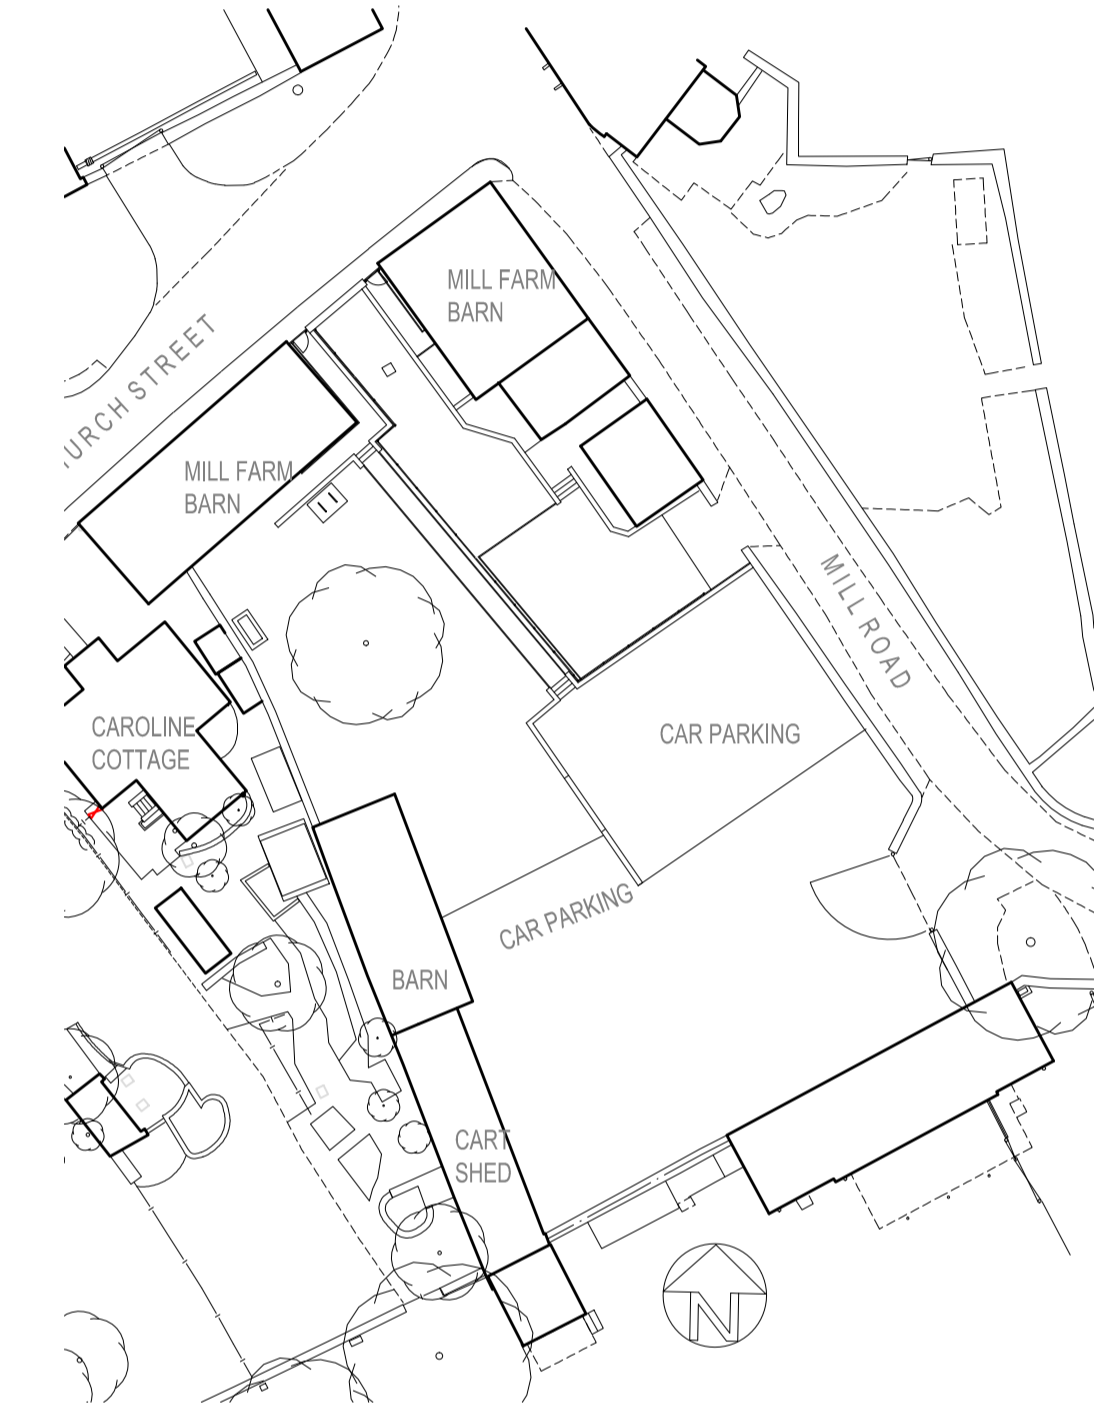 MILL FARM
BARN
URCH STREET
MILL FARM
BARN
MILL ROAD
CAROLINE
COTTAGE
CAR PARKING
CAR PARKING
BARN
CART
SHED
N